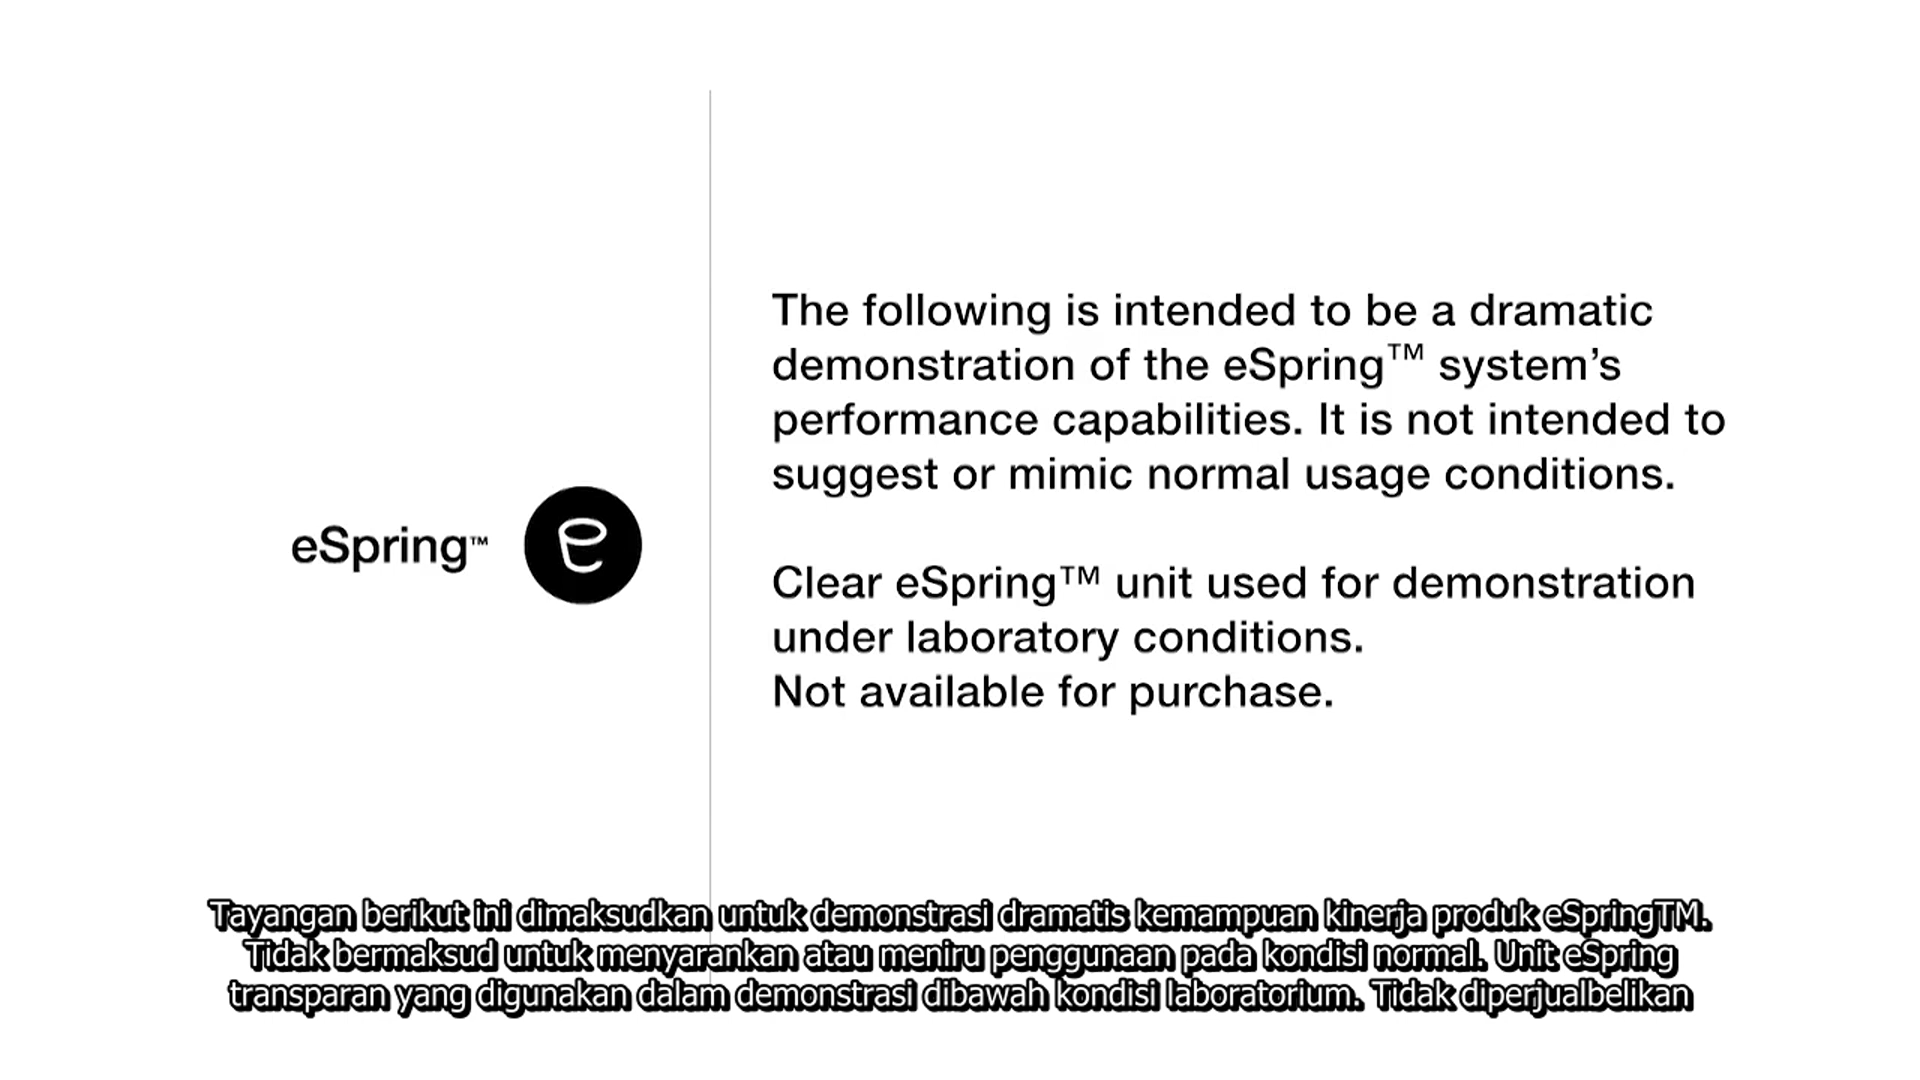 eSpring™
The following is intended to be a dramatic
demonstration of the eSpring™ system’s
performance capabilities. It is not intended to
suggest or mimic normal usage conditions.
Clear eSpring™ unit used for demonstration
under laboratory conditions.
Not available for purchase.
Tayangan berikut ini dimaksudkan untuk demonstrasi dramatis kemampuan kinerja produk eSpringTM.
Tidak bermaksud untuk menyarankan atau meniru penggunaan pada kondisi normal. Unit eSpring
transparan yang digunakan dalam demonstrasi dibawah kondisi laboratorium. Tidak diperjualbelikan